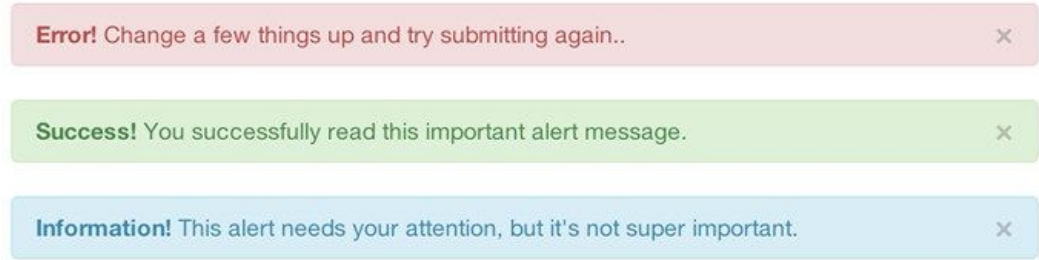 Error! Change a few things up and try submitting again..
Success! You successfully read this important alert message.
Information! This alert needs your attention, but it's not super important.